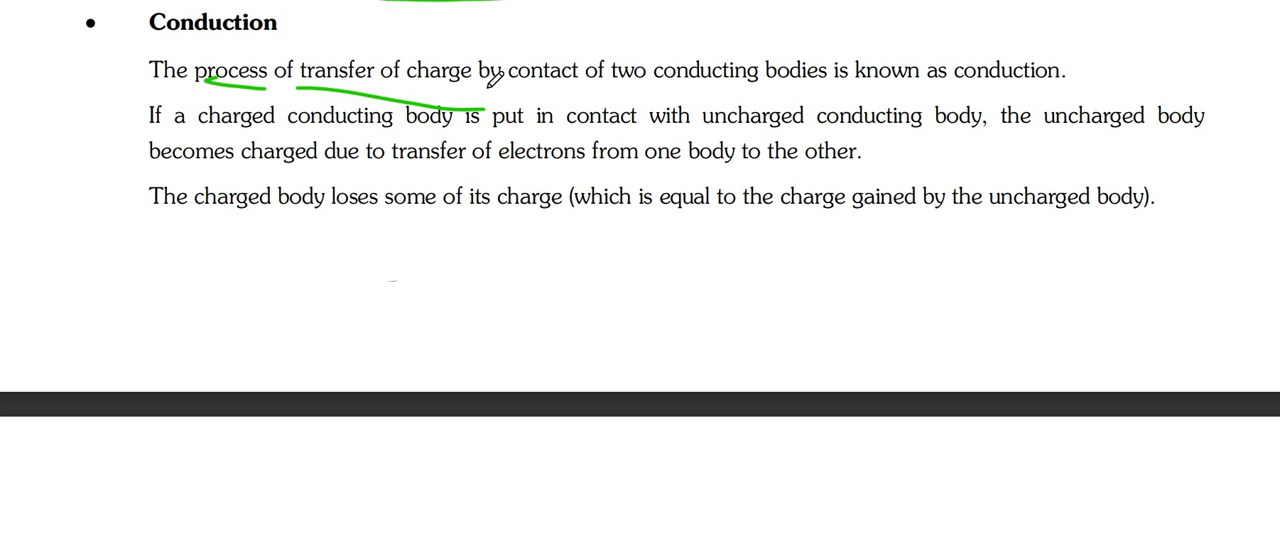 • Conduction
The process of transfer of charge by contact of two conducting bodies is known as conduction.
If a charged conducting body is put in contact with uncharged conducting body, the uncharged body
becomes charged due to transfer of electrons from one body to the other.
The charged body loses some of its charge (which is equal to the charge gained by the uncharged body).